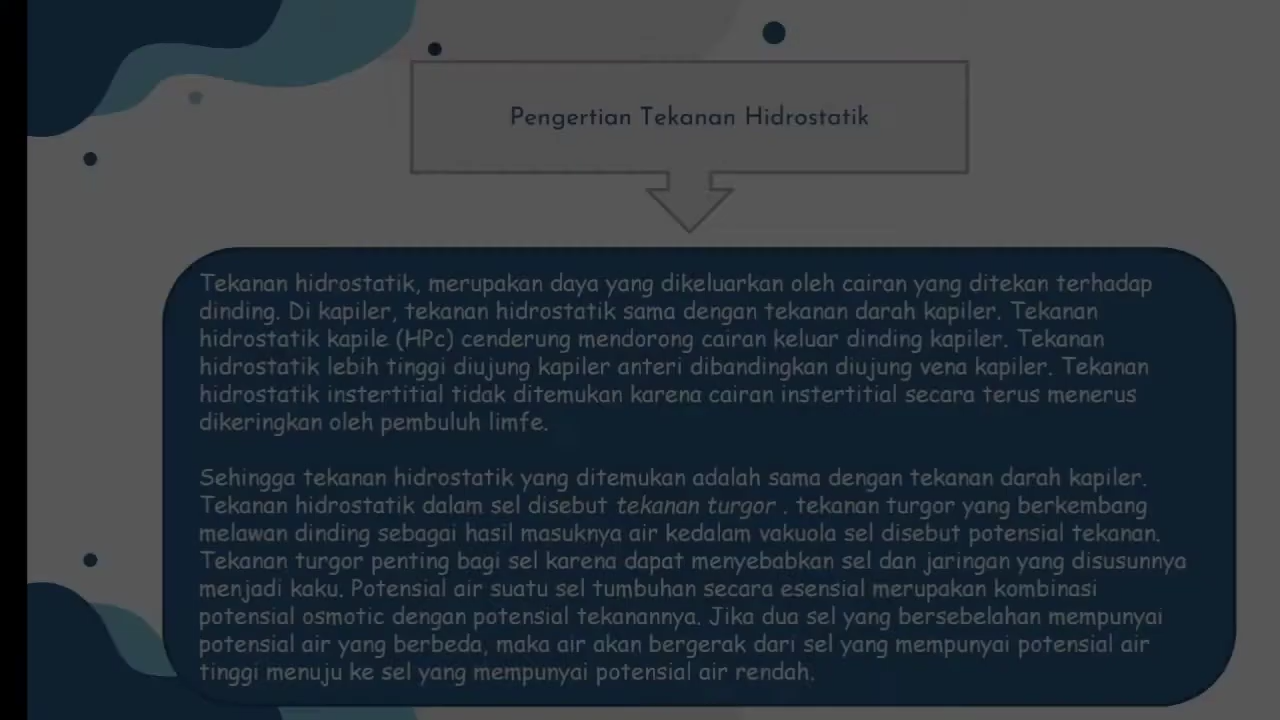 Pengertian Tekanan Hidrostatik
Tekanan hidrostatik, merupakan daya yang dikeluarkan oleh cairan yang ditekan terhadap
dinding. Di kapiler, tekanan hidrostatik sama dengan tekanan darah kapiler. Tekanan
hidrostatik kapile (HPc) cenderung mendorong cairan keluar dinding kapiler. Tekanan
hidrostatik lebih tinggi diujung kapiler anteri dibandingkan diujung vena kapiler. Tekanan
hidrostatik instertitial tidak ditemukan karena cairan instertitial secara terus menerus
dikeringkan oleh pembuluh limfe.
Sehingga tekanan hidrostatik yang ditemukan adalah sama dengan tekanan darah kapiler.
Tekanan hidrostatik dalam sel disebut tekanan turgor . tekanan turgor yang berkembang
melawan dinding sebagai hasil masuknya air kedalam vakuola sel disebut potensial tekanan.
Tekanan turgor penting bagi sel karena dapat menyebabkan sel dan jaringan yang disusunnya
menjadi kaku. Potensial air suatu sel tumbuhan secara esensial merupakan kombinasi
potensial osmotic dengan potensial tekanannya. Jika dua sel yang bersebelahan mempunyai
potensial air yang berbeda, maka air akan bergerak dari sel yang mempunyai potensial air
tinggi menuju ke sel yang mempunyai potensial air rendah.